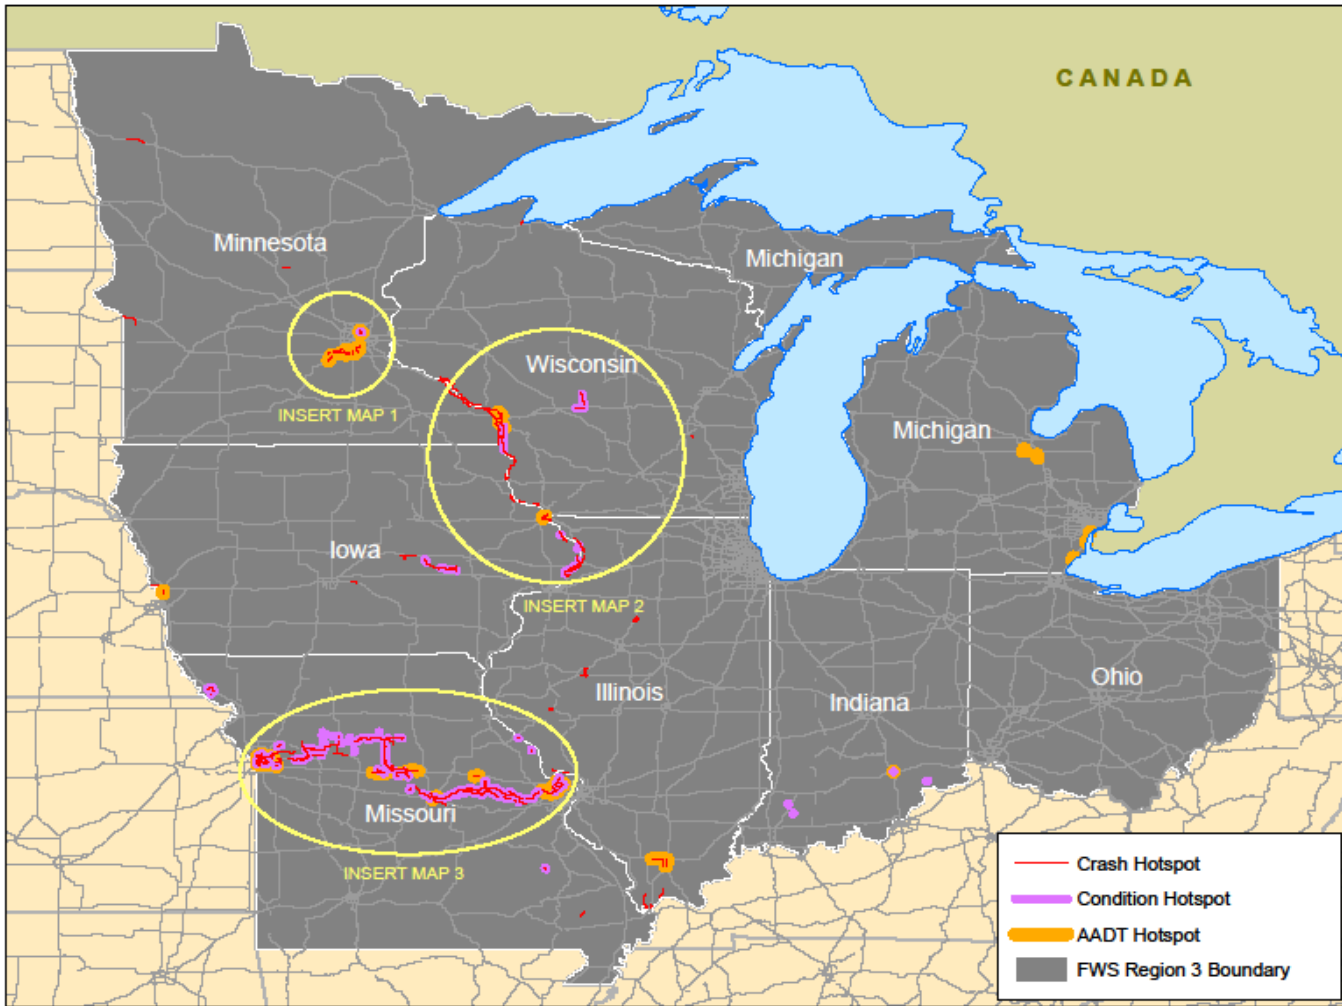 CANADA
Minnesota
Michigan
Wisconsin
INSERT MAP 1
Michigan
Iowa
INSERT MAP 2
Illinois
Indiana
Ohio
Missouri
INSERT MAP 3
Crash Hotspot
Condition Hotspot
AADT Hotspot
FWS Region 3 Boundary